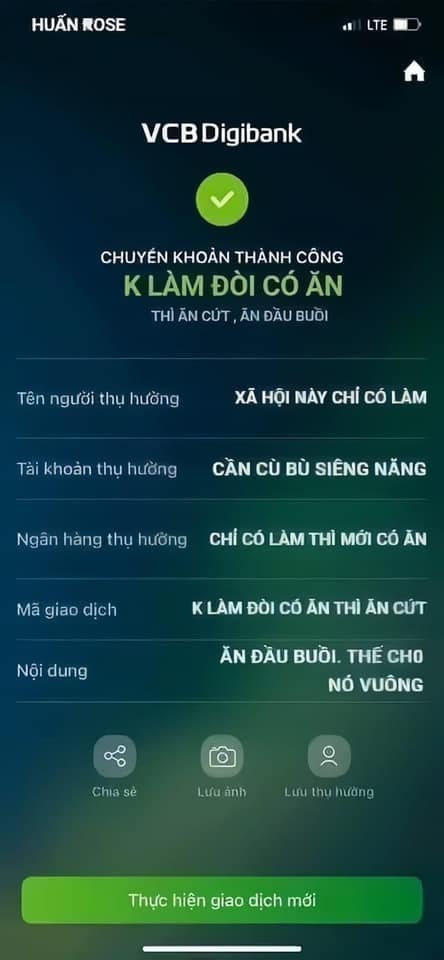 HUẤN ROSE
LTE
VCB Digibank
CHUYỂN KHOẢN THÀNH CÔNG
K LÀM ĐÒI CÓ ĂN
THÌ ĂN CỨT , ĂN ĐẦU BUỒI
Tên người thụ hưởng XÃ HỘI NÀY CHỈ CÓ LÀM
Tài khoản thụ hưởng CẦN CÙ BÙ SIÊNG NĂNG
Ngân hàng thụ hưởng CHỈ CÓ LÀM THÌ MỚI CÓ ĂN
Mã giao dịch K LÀM ĐÒI CÓ ĂN THÌ ĂN CỨT
Nội dung ĂN ĐẦU BUỒI. THẾ CH0
NÓ VUÔNG
Chia sẻ Lưu ảnh Lưu thụ hưởng
Thực hiện giao dịch mới